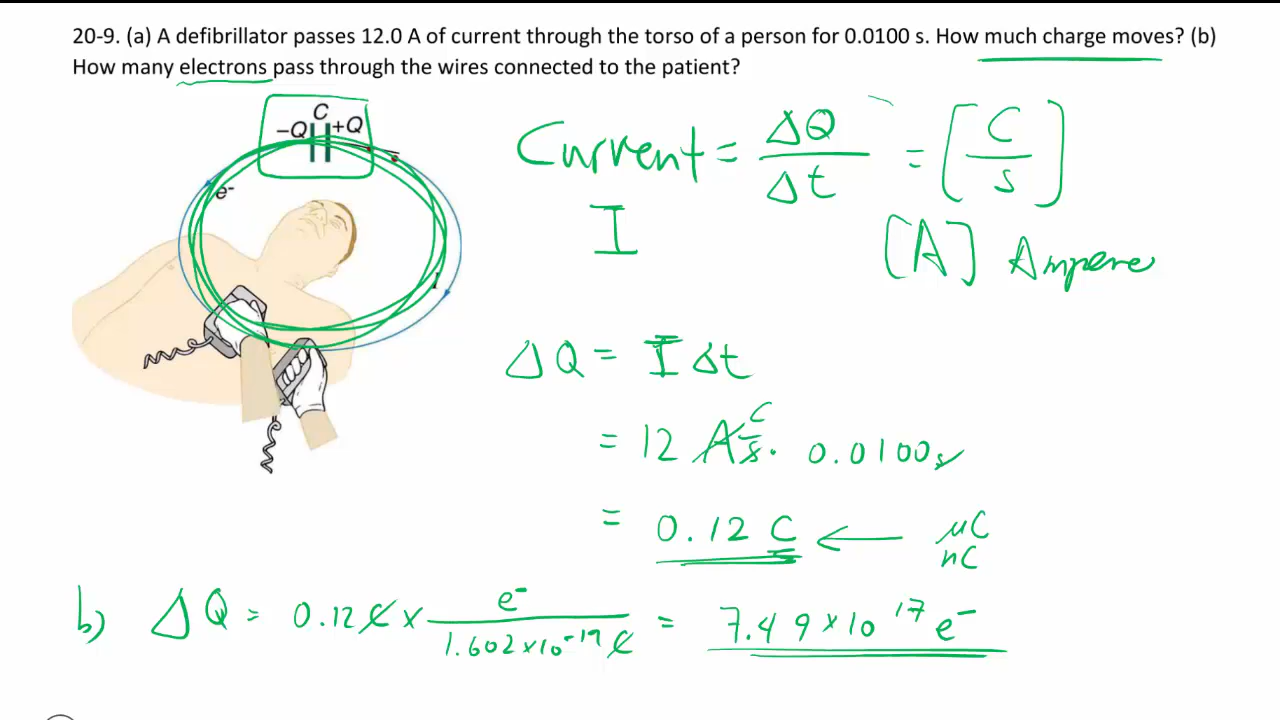 20-9. (a) A defibrillator passes 12.0 A of current through the torso of a person for 0.0100 s. How much charge moves? (b)
How many electrons pass through the wires connected to the patient?
C
−Q +Q
e⁻
I
Current = ΔQ/Δt = [C/s]
I [A] Ampere
ΔQ = I Δt
= 12 A C/s · 0.0100 s
= 0.12 C ← μC
nC
b) ΔQ = 0.12 C × e⁻/1.602×10⁻¹⁹ C = 7.49 × 10¹⁷ e⁻